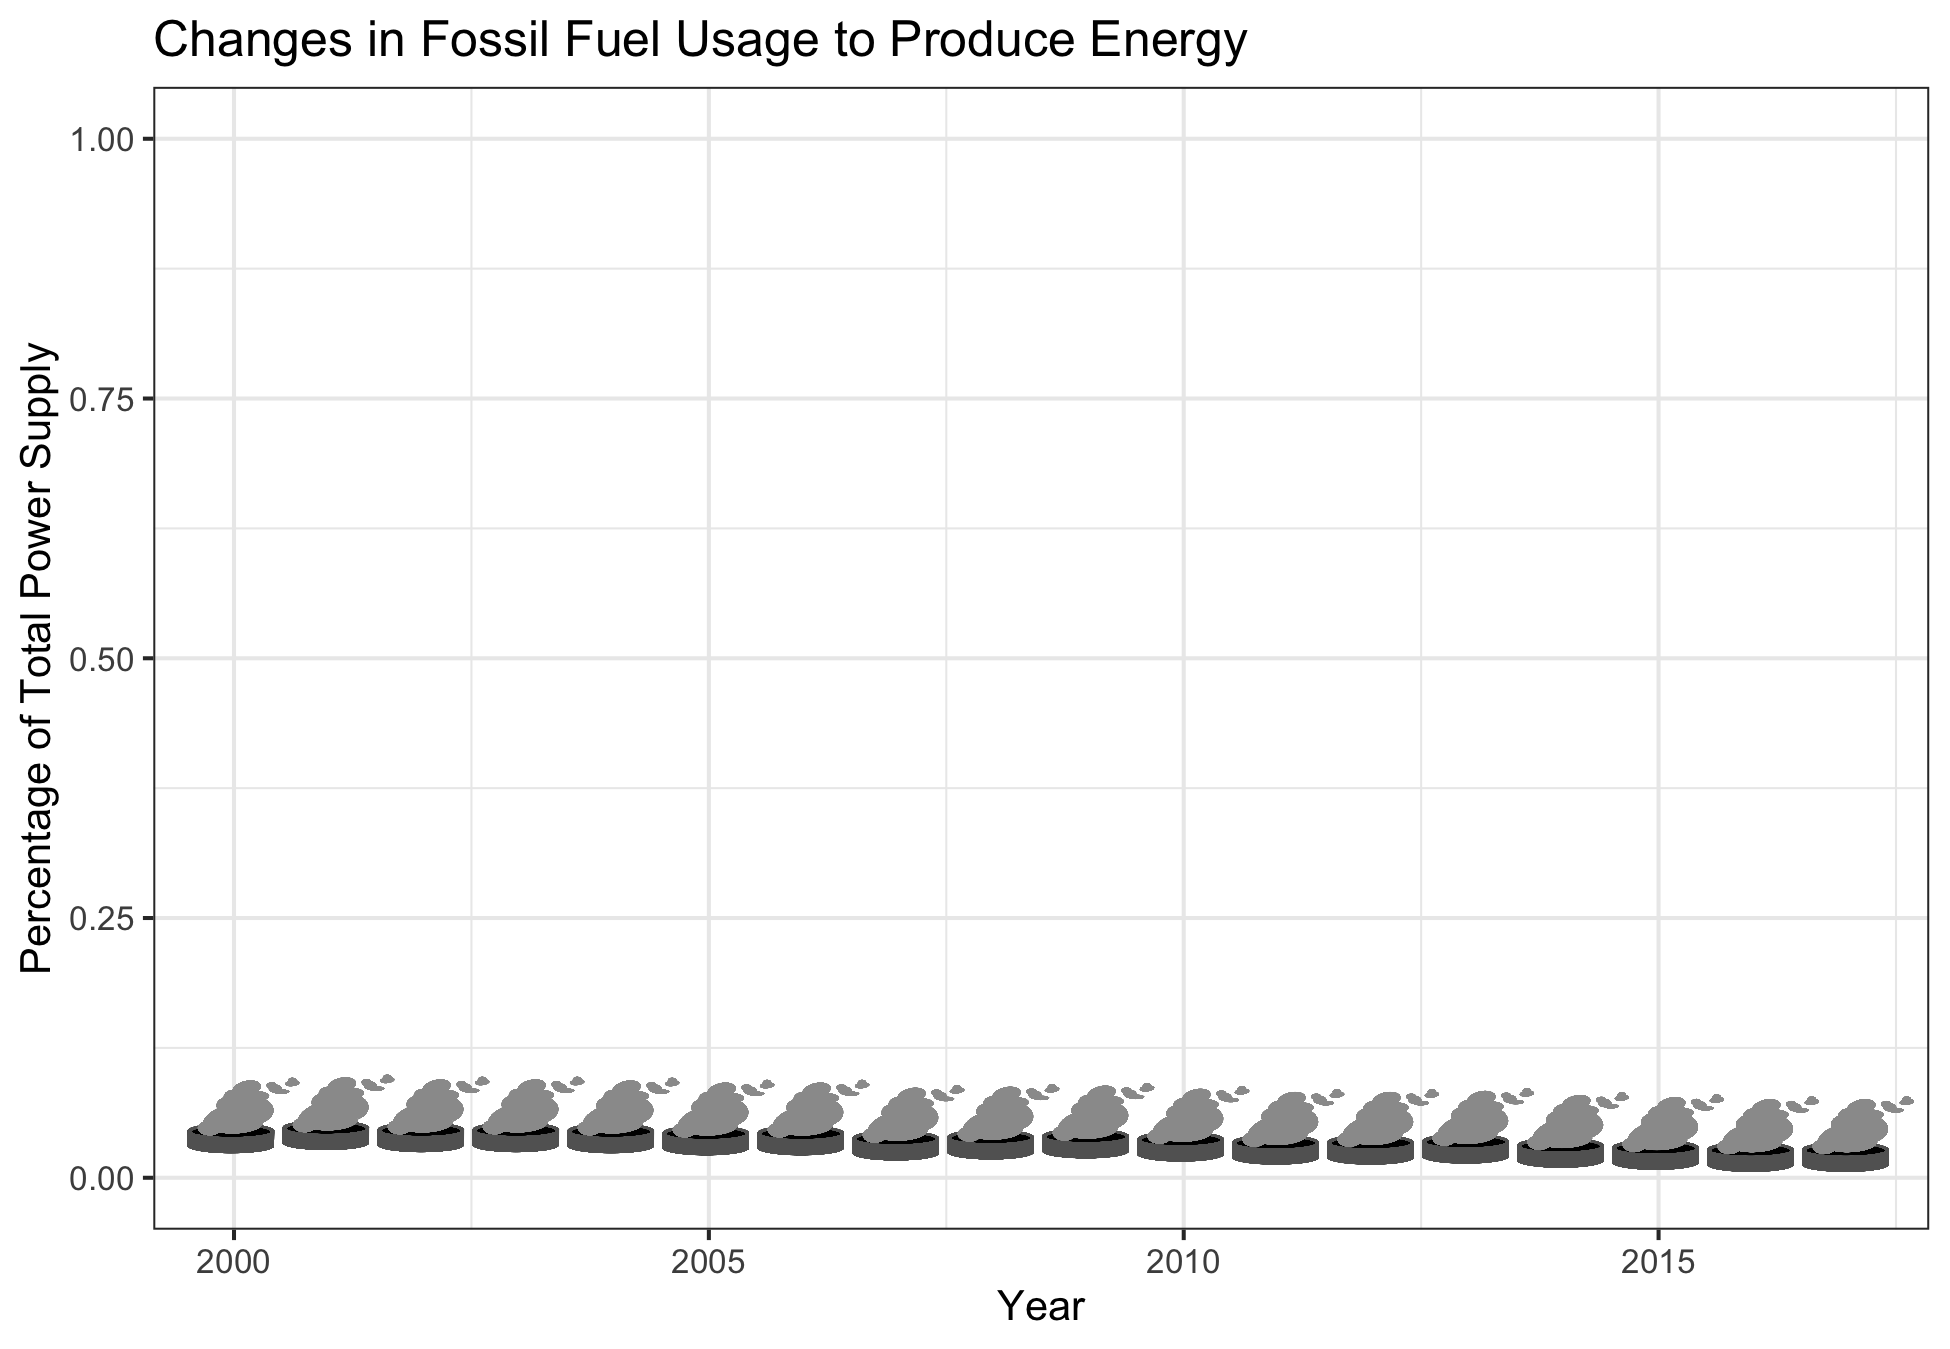 Changes in Fossil Fuel Usage to Produce Energy
Percentage of Total Power Supply
1.00
0.75
0.50
0.25
0.00
2000 2005 2010 2015
Year